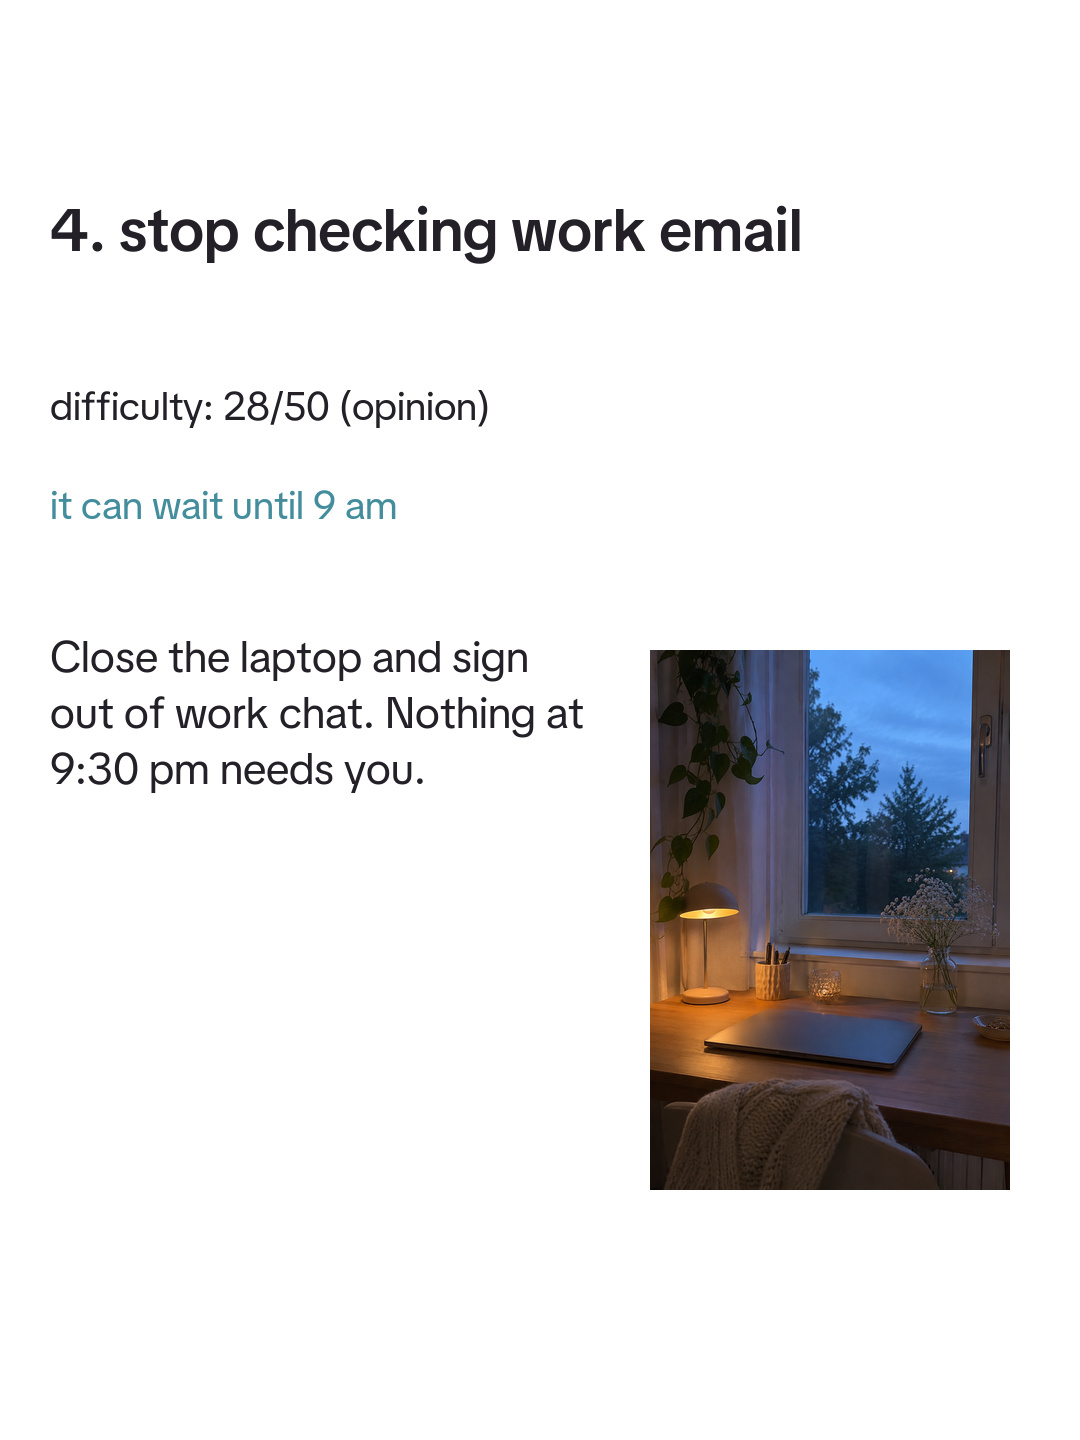 4. stop checking work email
difficulty: 28/50 (opinion)
it can wait until 9 am
Close the laptop and sign
out of work chat. Nothing at
9:30 pm needs you.